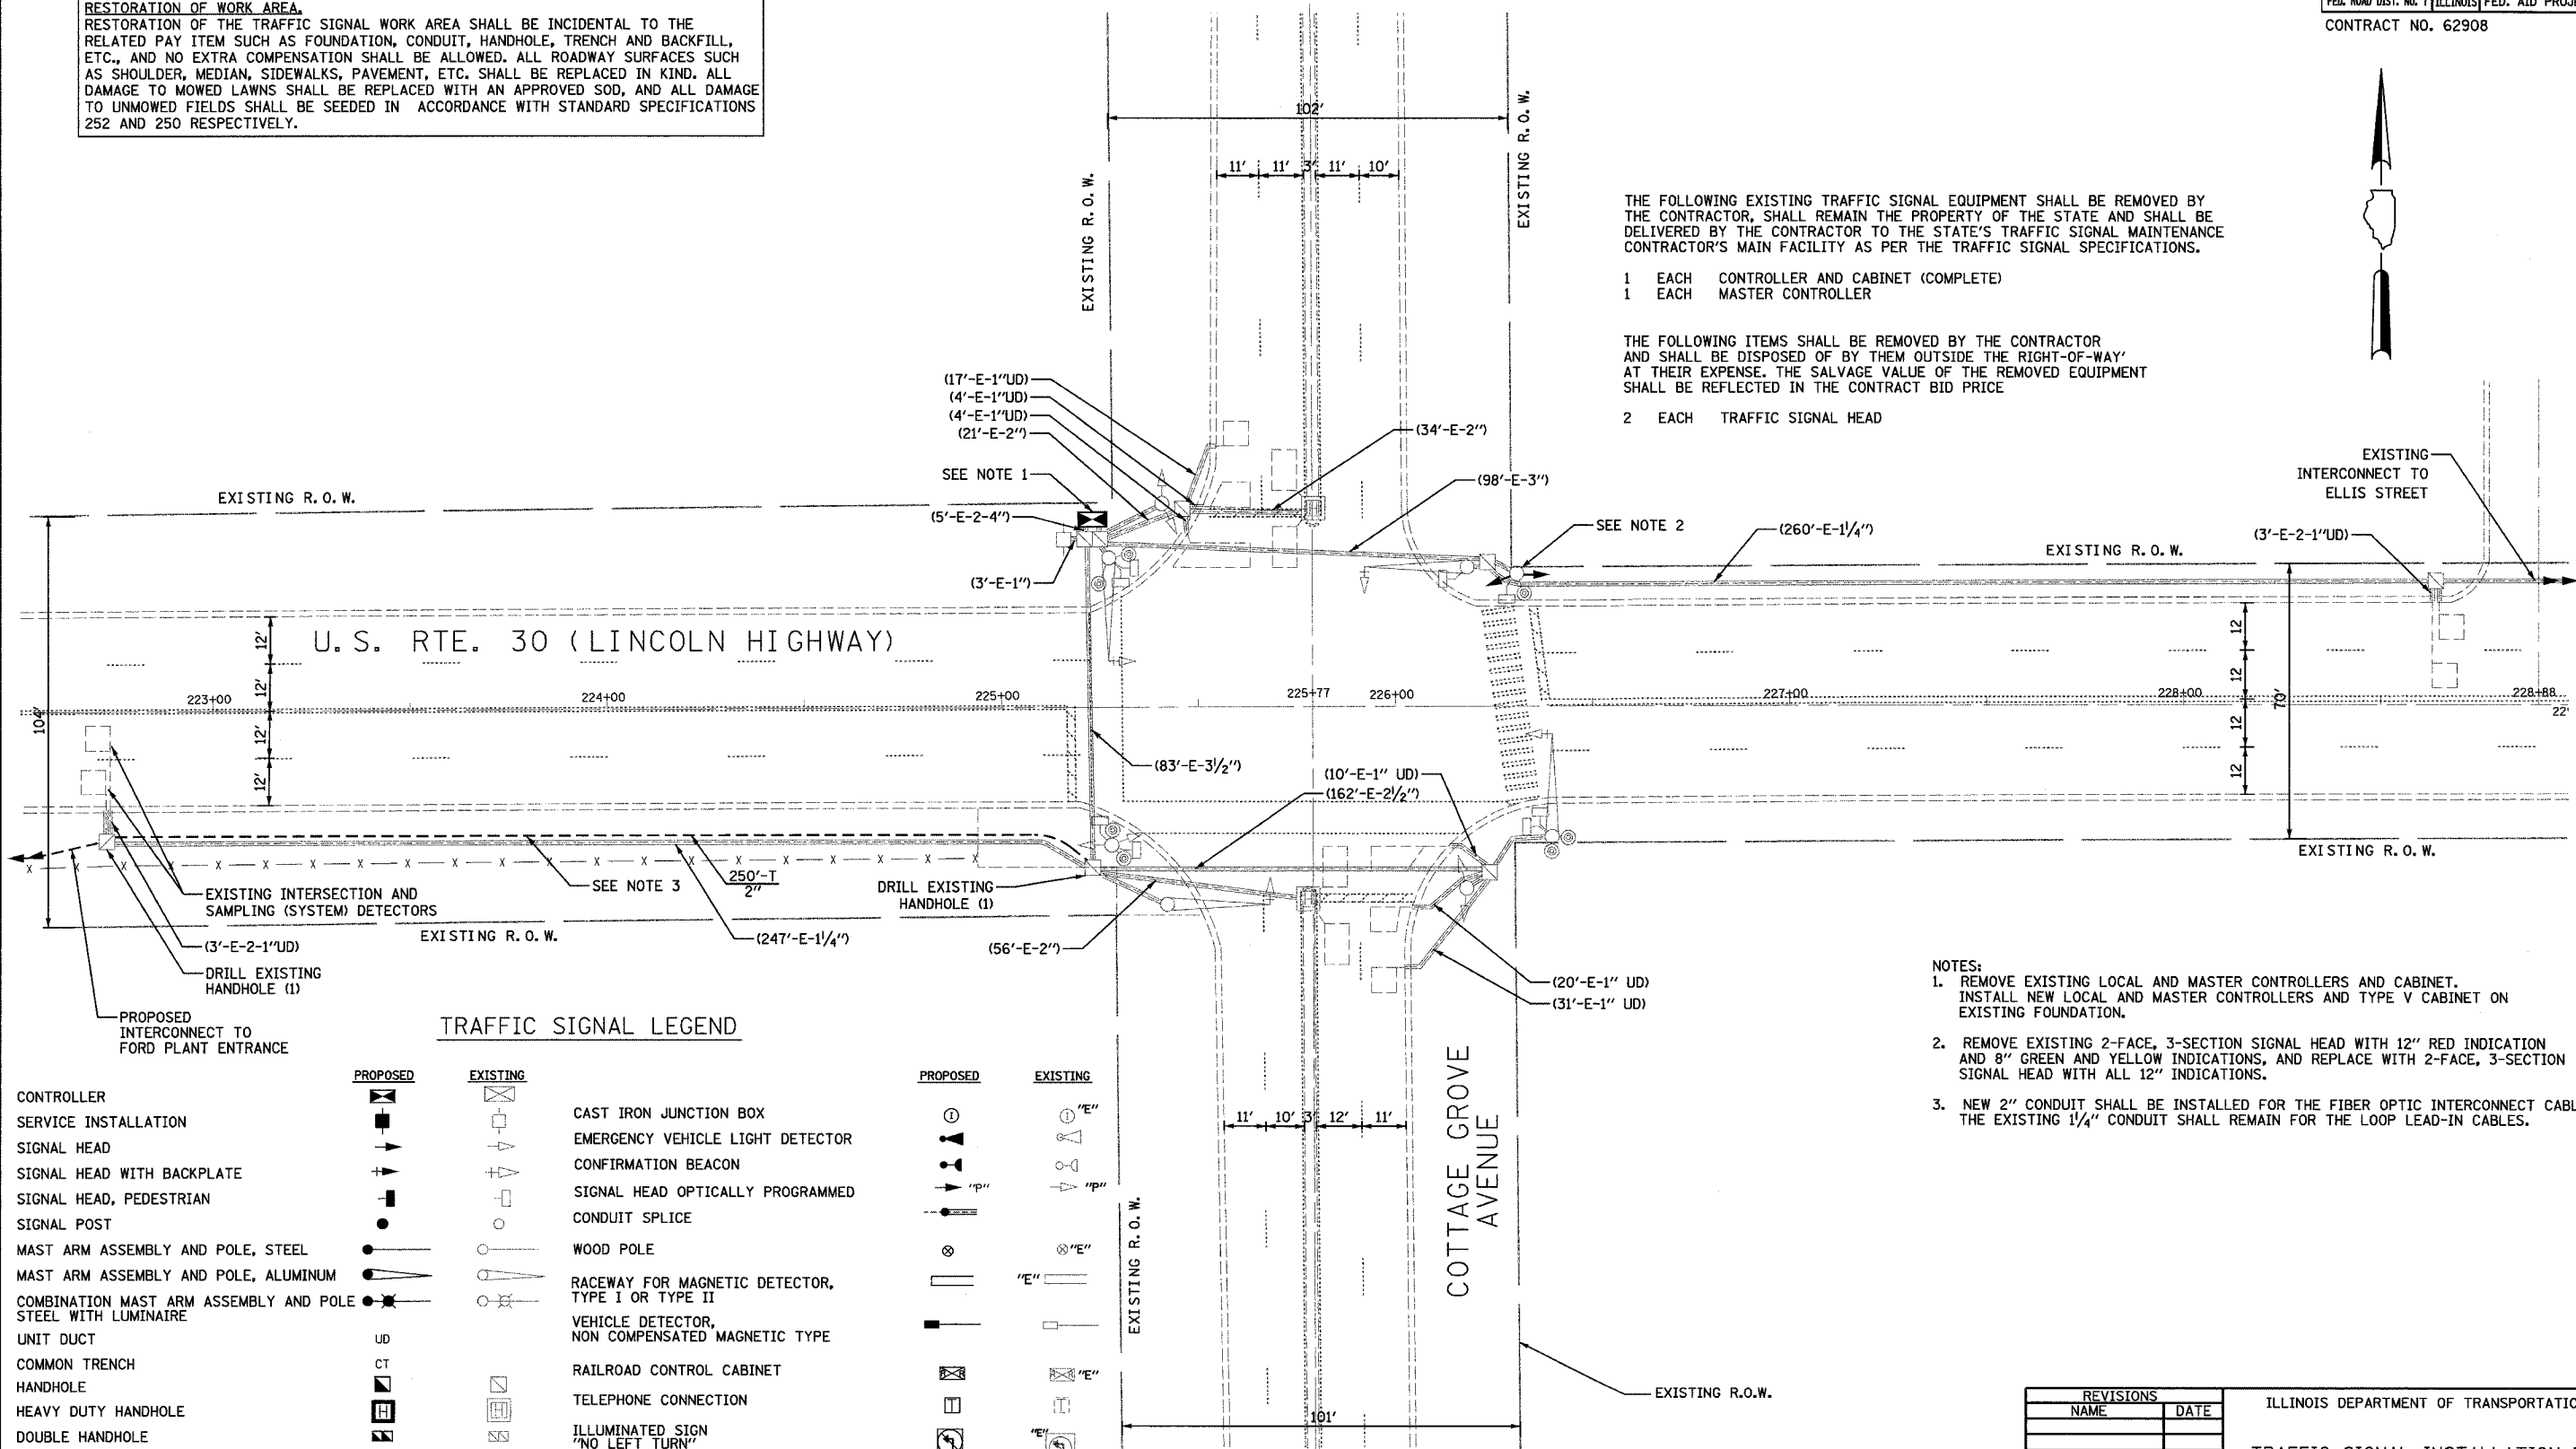 RESTORATION OF WORK AREA.
RESTORATION OF THE TRAFFIC SIGNAL WORK AREA SHALL BE INCIDENTAL TO THE
RELATED PAY ITEM SUCH AS FOUNDATION, CONDUIT, HANDHOLE, TRENCH AND BACKFILL,
ETC., AND NO EXTRA COMPENSATION SHALL BE ALLOWED. ALL ROADWAY SURFACES SUCH
AS SHOULDER, MEDIAN, SIDEWALKS, PAVEMENT, ETC. SHALL BE REPLACED IN KIND. ALL
DAMAGE TO MOWED LAWNS SHALL BE REPLACED WITH AN APPROVED SOD, AND ALL DAMAGE
TO UNMOWED FIELDS SHALL BE SEEDED IN ACCORDANCE WITH STANDARD SPECIFICATIONS
252 AND 250 RESPECTIVELY.
FED. ROAD DIST. NO. 1 ILLINOIS FED. AID PROJ
CONTRACT NO. 62908
102'
EXISTING R.O.W.
EXISTING R.O.W.
11' 11' 3' 11' 10'
THE FOLLOWING EXISTING TRAFFIC SIGNAL EQUIPMENT SHALL BE REMOVED BY
THE CONTRACTOR, SHALL REMAIN THE PROPERTY OF THE STATE AND SHALL BE
DELIVERED BY THE CONTRACTOR TO THE STATE'S TRAFFIC SIGNAL MAINTENANCE
CONTRACTOR'S MAIN FACILITY AS PER THE TRAFFIC SIGNAL SPECIFICATIONS.
1 EACH CONTROLLER AND CABINET (COMPLETE)
1 EACH MASTER CONTROLLER
THE FOLLOWING ITEMS SHALL BE REMOVED BY THE CONTRACTOR
AND SHALL BE DISPOSED OF BY THEM OUTSIDE THE RIGHT-OF-WAY'
AT THEIR EXPENSE. THE SALVAGE VALUE OF THE REMOVED EQUIPMENT
SHALL BE REFLECTED IN THE CONTRACT BID PRICE
2 EACH TRAFFIC SIGNAL HEAD
(17'-E-1"UD)
(4'-E-1"UD)
(4'-E-1"UD)
(21'-E-2")
SEE NOTE 1
(5'-E-2-4")
(3'-E-1")
(34'-E-2")
(98'-E-3")
SEE NOTE 2
(260'-E-1¼")
EXISTING
INTERCONNECT TO
ELLIS STREET
(3'-E-2-1"UD)
EXISTING R.O.W.
EXISTING R.O.W.
U.S. RTE. 30 (LINCOLN HIGHWAY)
12'
12'
12'
12'
104'
12
12
12
12
70'
223+00
224+00
225+00
225+77
226+00
227+00
228+00
228+88
22'
(83'-E-3½")
(10'-E-1" UD)
(162'-E-2½")
EXISTING R.O.W.
X X X X X X X X X X X X X X X X X X X X
EXISTING INTERSECTION AND
SAMPLING (SYSTEM) DETECTORS
SEE NOTE 3
250'-T
2"
DRILL EXISTING
HANDHOLE (1)
EXISTING R.O.W.
(3'-E-2-1"UD)
(247'-E-1¼")
(56'-E-2")
DRILL EXISTING
HANDHOLE (1)
(20'-E-1" UD)
(31'-E-1" UD)
PROPOSED
INTERCONNECT TO
FORD PLANT ENTRANCE
NOTES:
1. REMOVE EXISTING LOCAL AND MASTER CONTROLLERS AND CABINET.
INSTALL NEW LOCAL AND MASTER CONTROLLERS AND TYPE V CABINET ON
EXISTING FOUNDATION.
2. REMOVE EXISTING 2-FACE, 3-SECTION SIGNAL HEAD WITH 12" RED INDICATION
AND 8" GREEN AND YELLOW INDICATIONS, AND REPLACE WITH 2-FACE, 3-SECTION
SIGNAL HEAD WITH ALL 12" INDICATIONS.
3. NEW 2" CONDUIT SHALL BE INSTALLED FOR THE FIBER OPTIC INTERCONNECT CABL
THE EXISTING 1¼" CONDUIT SHALL REMAIN FOR THE LOOP LEAD-IN CABLES.
TRAFFIC SIGNAL LEGEND
PROPOSED EXISTING
CONTROLLER
SERVICE INSTALLATION
SIGNAL HEAD
SIGNAL HEAD WITH BACKPLATE
SIGNAL HEAD, PEDESTRIAN
SIGNAL POST
MAST ARM ASSEMBLY AND POLE, STEEL
MAST ARM ASSEMBLY AND POLE, ALUMINUM
COMBINATION MAST ARM ASSEMBLY AND POLE
STEEL WITH LUMINAIRE
UNIT DUCT UD
COMMON TRENCH CT
HANDHOLE
HEAVY DUTY HANDHOLE H H
DOUBLE HANDHOLE
PROPOSED EXISTING
CAST IRON JUNCTION BOX I I "E"
EMERGENCY VEHICLE LIGHT DETECTOR
CONFIRMATION BEACON
SIGNAL HEAD OPTICALLY PROGRAMMED "P" "P"
CONDUIT SPLICE
WOOD POLE "E"
RACEWAY FOR MAGNETIC DETECTOR, "E"
TYPE I OR TYPE II
VEHICLE DETECTOR,
NON COMPENSATED MAGNETIC TYPE
RAILROAD CONTROL CABINET "E"
TELEPHONE CONNECTION T T
ILLUMINATED SIGN "E"
"NO LEFT TURN"
11' 10' 3' 12' 11'
COTTAGE GROVE
AVENUE
EXISTING R.O.W.
EXISTING R.O.W.
101'
REVISIONS
NAME DATE
ILLINOIS DEPARTMENT OF TRANSPORTATIO